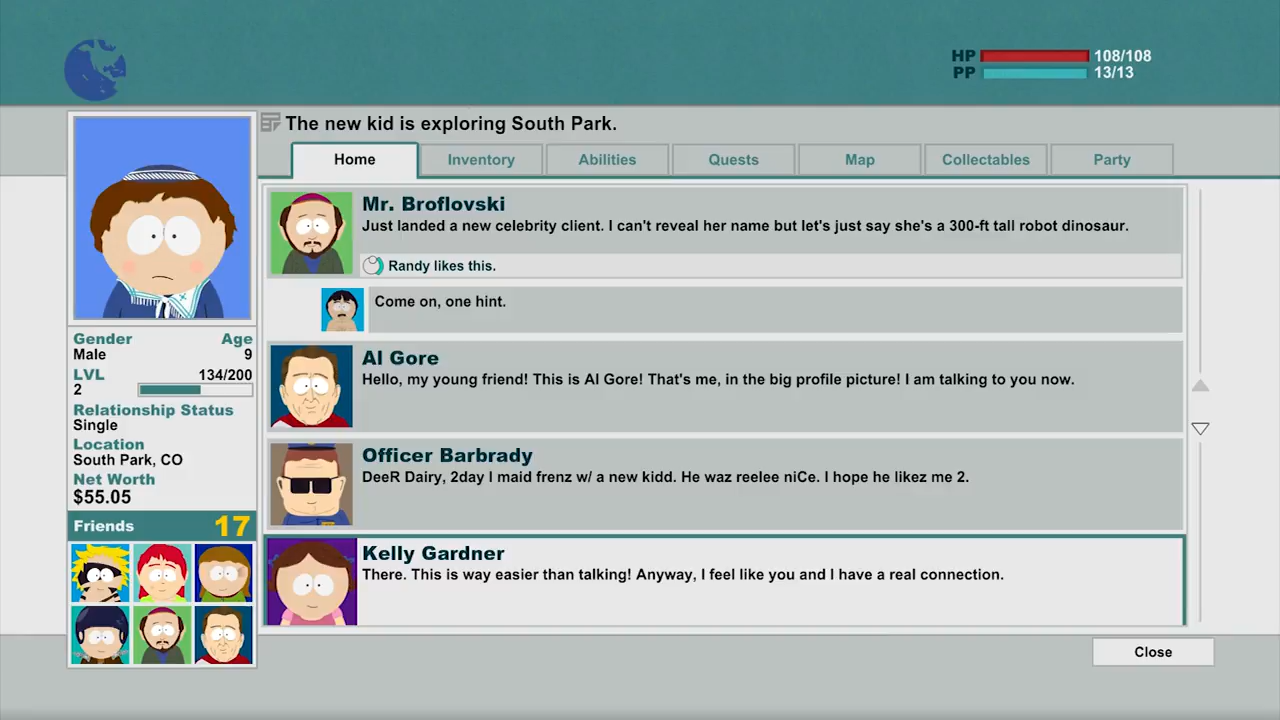 HP 108/108
PP 13/13
The new kid is exploring South Park.
Home Inventory Abilities Quests Map Collectables Party
Mr. Broflovski
Just landed a new celebrity client. I can't reveal her name but let's just say she's a 300-ft tall robot dinosaur.
Randy likes this.
Come on, one hint.
Al Gore
Hello, my young friend! This is Al Gore! That's me, in the big profile picture! I am talking to you now.
Officer Barbrady
DeeR Dairy, 2day I maid frenz w/ a new kidd. He waz reelee niCe. I hope he likez me 2.
Kelly Gardner
There. This is way easier than talking! Anyway, I feel like you and I have a real connection.
Gender Age
Male 9
LVL 134/200
2
Relationship Status
Single
Location
South Park, CO
Net Worth
$55.05
Friends 17
Close